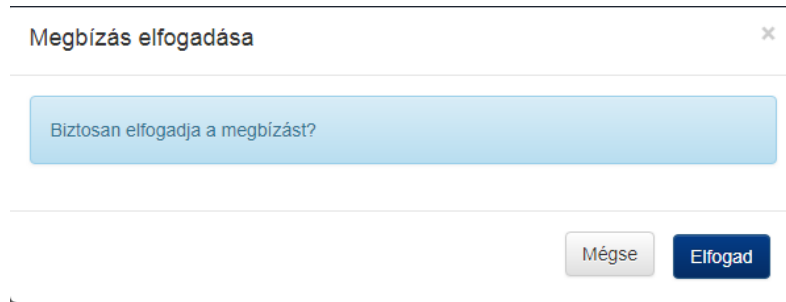 Megbízás elfogadása
×
Biztosan elfogadja a megbízást?
Mégse
Elfogad